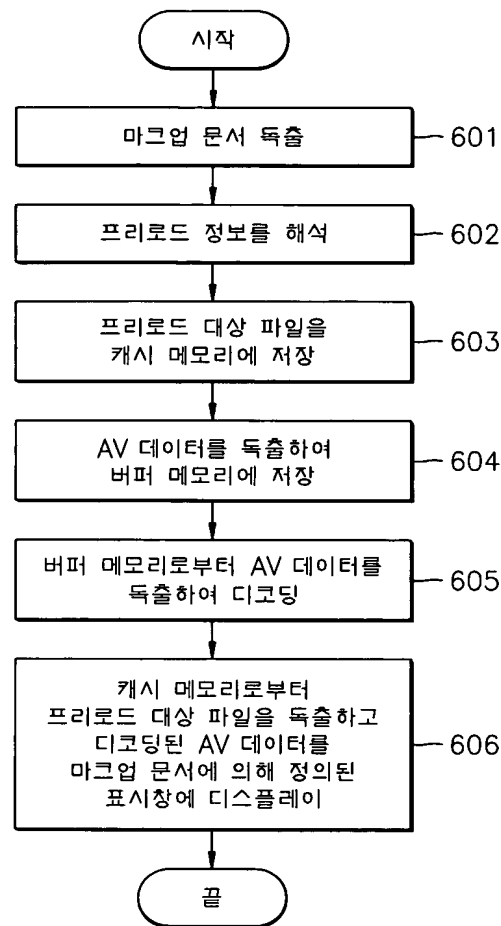 시작
마크업 문서 독출
601
프리로드 정보를 해석
602
프리로드 대상 파일을
캐시 메모리에 저장
603
AV 데이터를 독출하여
버퍼 메모리에 저장
604
버퍼 메모리로부터 AV 데이터를
독출하여 디코딩
605
캐시 메모리로부터
프리로드 대상 파일을 독출하고
디코딩된 AV 데이터를
마크업 문서에 의해 정의된
표시창에 디스플레이
606
끝